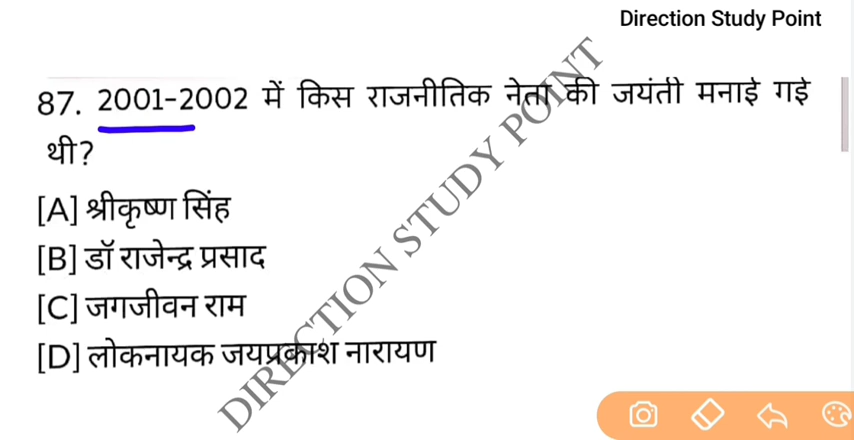 Direction Study Point
87. 2001-2002 में किस राजनीतिक नेता की जयंती मनाई गई
थी?
[A] श्रीकृष्ण सिंह
[B] डॉ राजेन्द्र प्रसाद
[C] जगजीवन राम
[D] लोकनायक जयप्रकाश नारायण
DIRECTION STUDY POINT